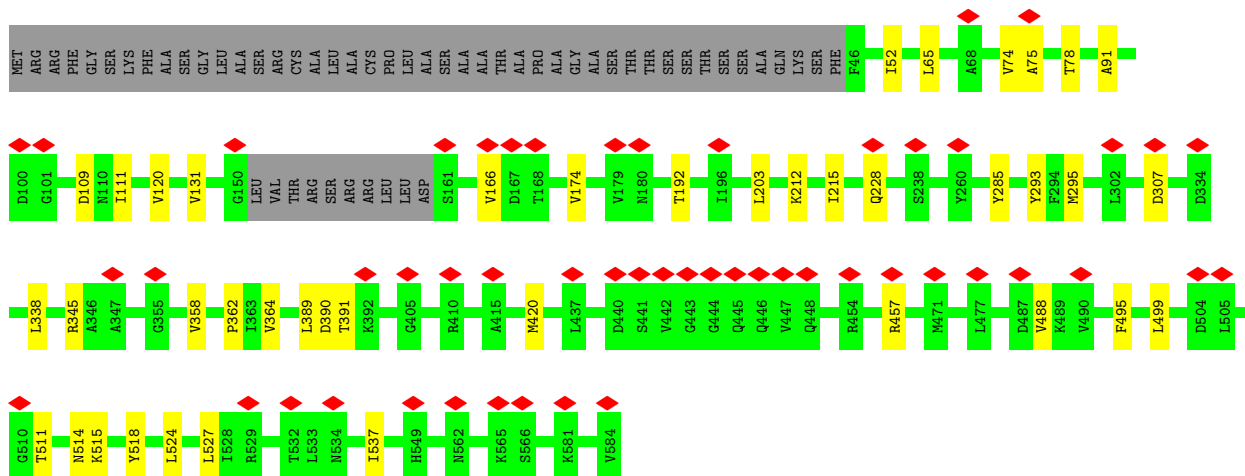 MET ARG ARG PHE GLY SER LYS PHE ALA SER GLY LEU ALA SER ARG CYS ALA LEU ALA CYS PRO LEU ALA SER ALA ALA THR ALA PRO ALA GLY ALA SER THR THR SER SER THR SER SER ALA GLN LYS SER PHE F46 I52 L65 A68 V74 A75 T78 A91
D100 G101 D109 N110 I111 V120 V131 G150 LEU VAL THR ARG SER ARG ARG LEU LEU ASP S161 V166 D167 T168 V174 V179 N180 T192 I196 L203 K212 I215 Q228 S238 Y260 Y285 Y293 F294 M295 L302 D307 D334
L338 R345 A346 A347 G355 V358 P362 I363 V364 L389 D390 T391 K392 G405 R410 A415 M420 L437 D440 S441 V442 G443 G444 Q445 Q446 V447 Q448 R454 R457 M471 L477 D487 V488 K489 V490 F495 L499 D504 L505
G510 T511 N514 K515 Y518 L524 L527 I528 R529 T532 L533 N534 I537 H549 N562 K565 S566 K581 V584